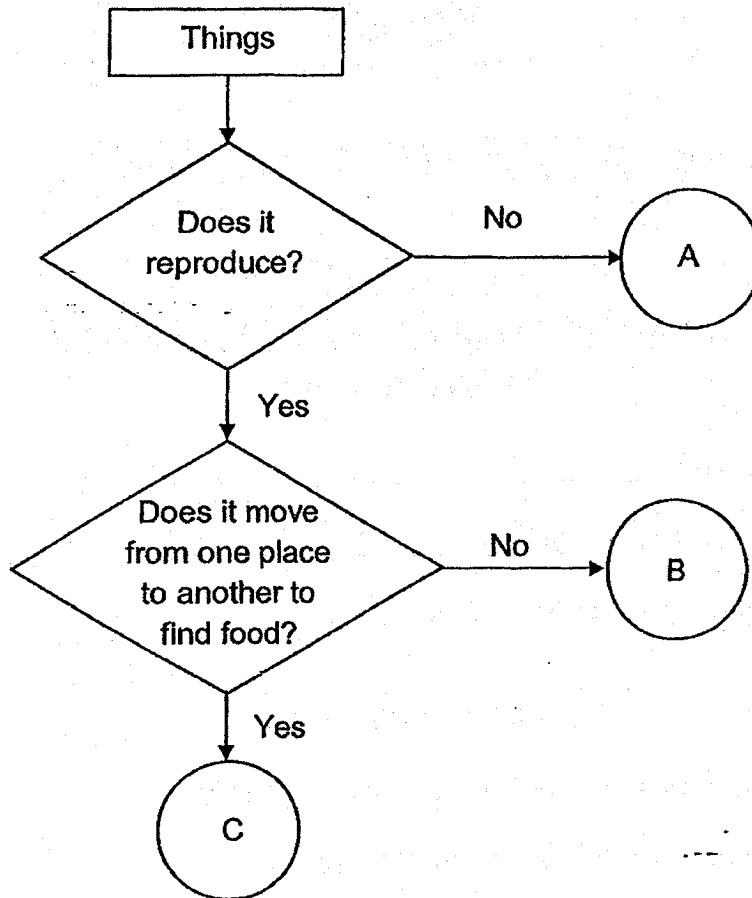 Things
Does it
reproduce?
No
A
Yes
Does it move
from one place
to another to
find food?
No
B
Yes
C